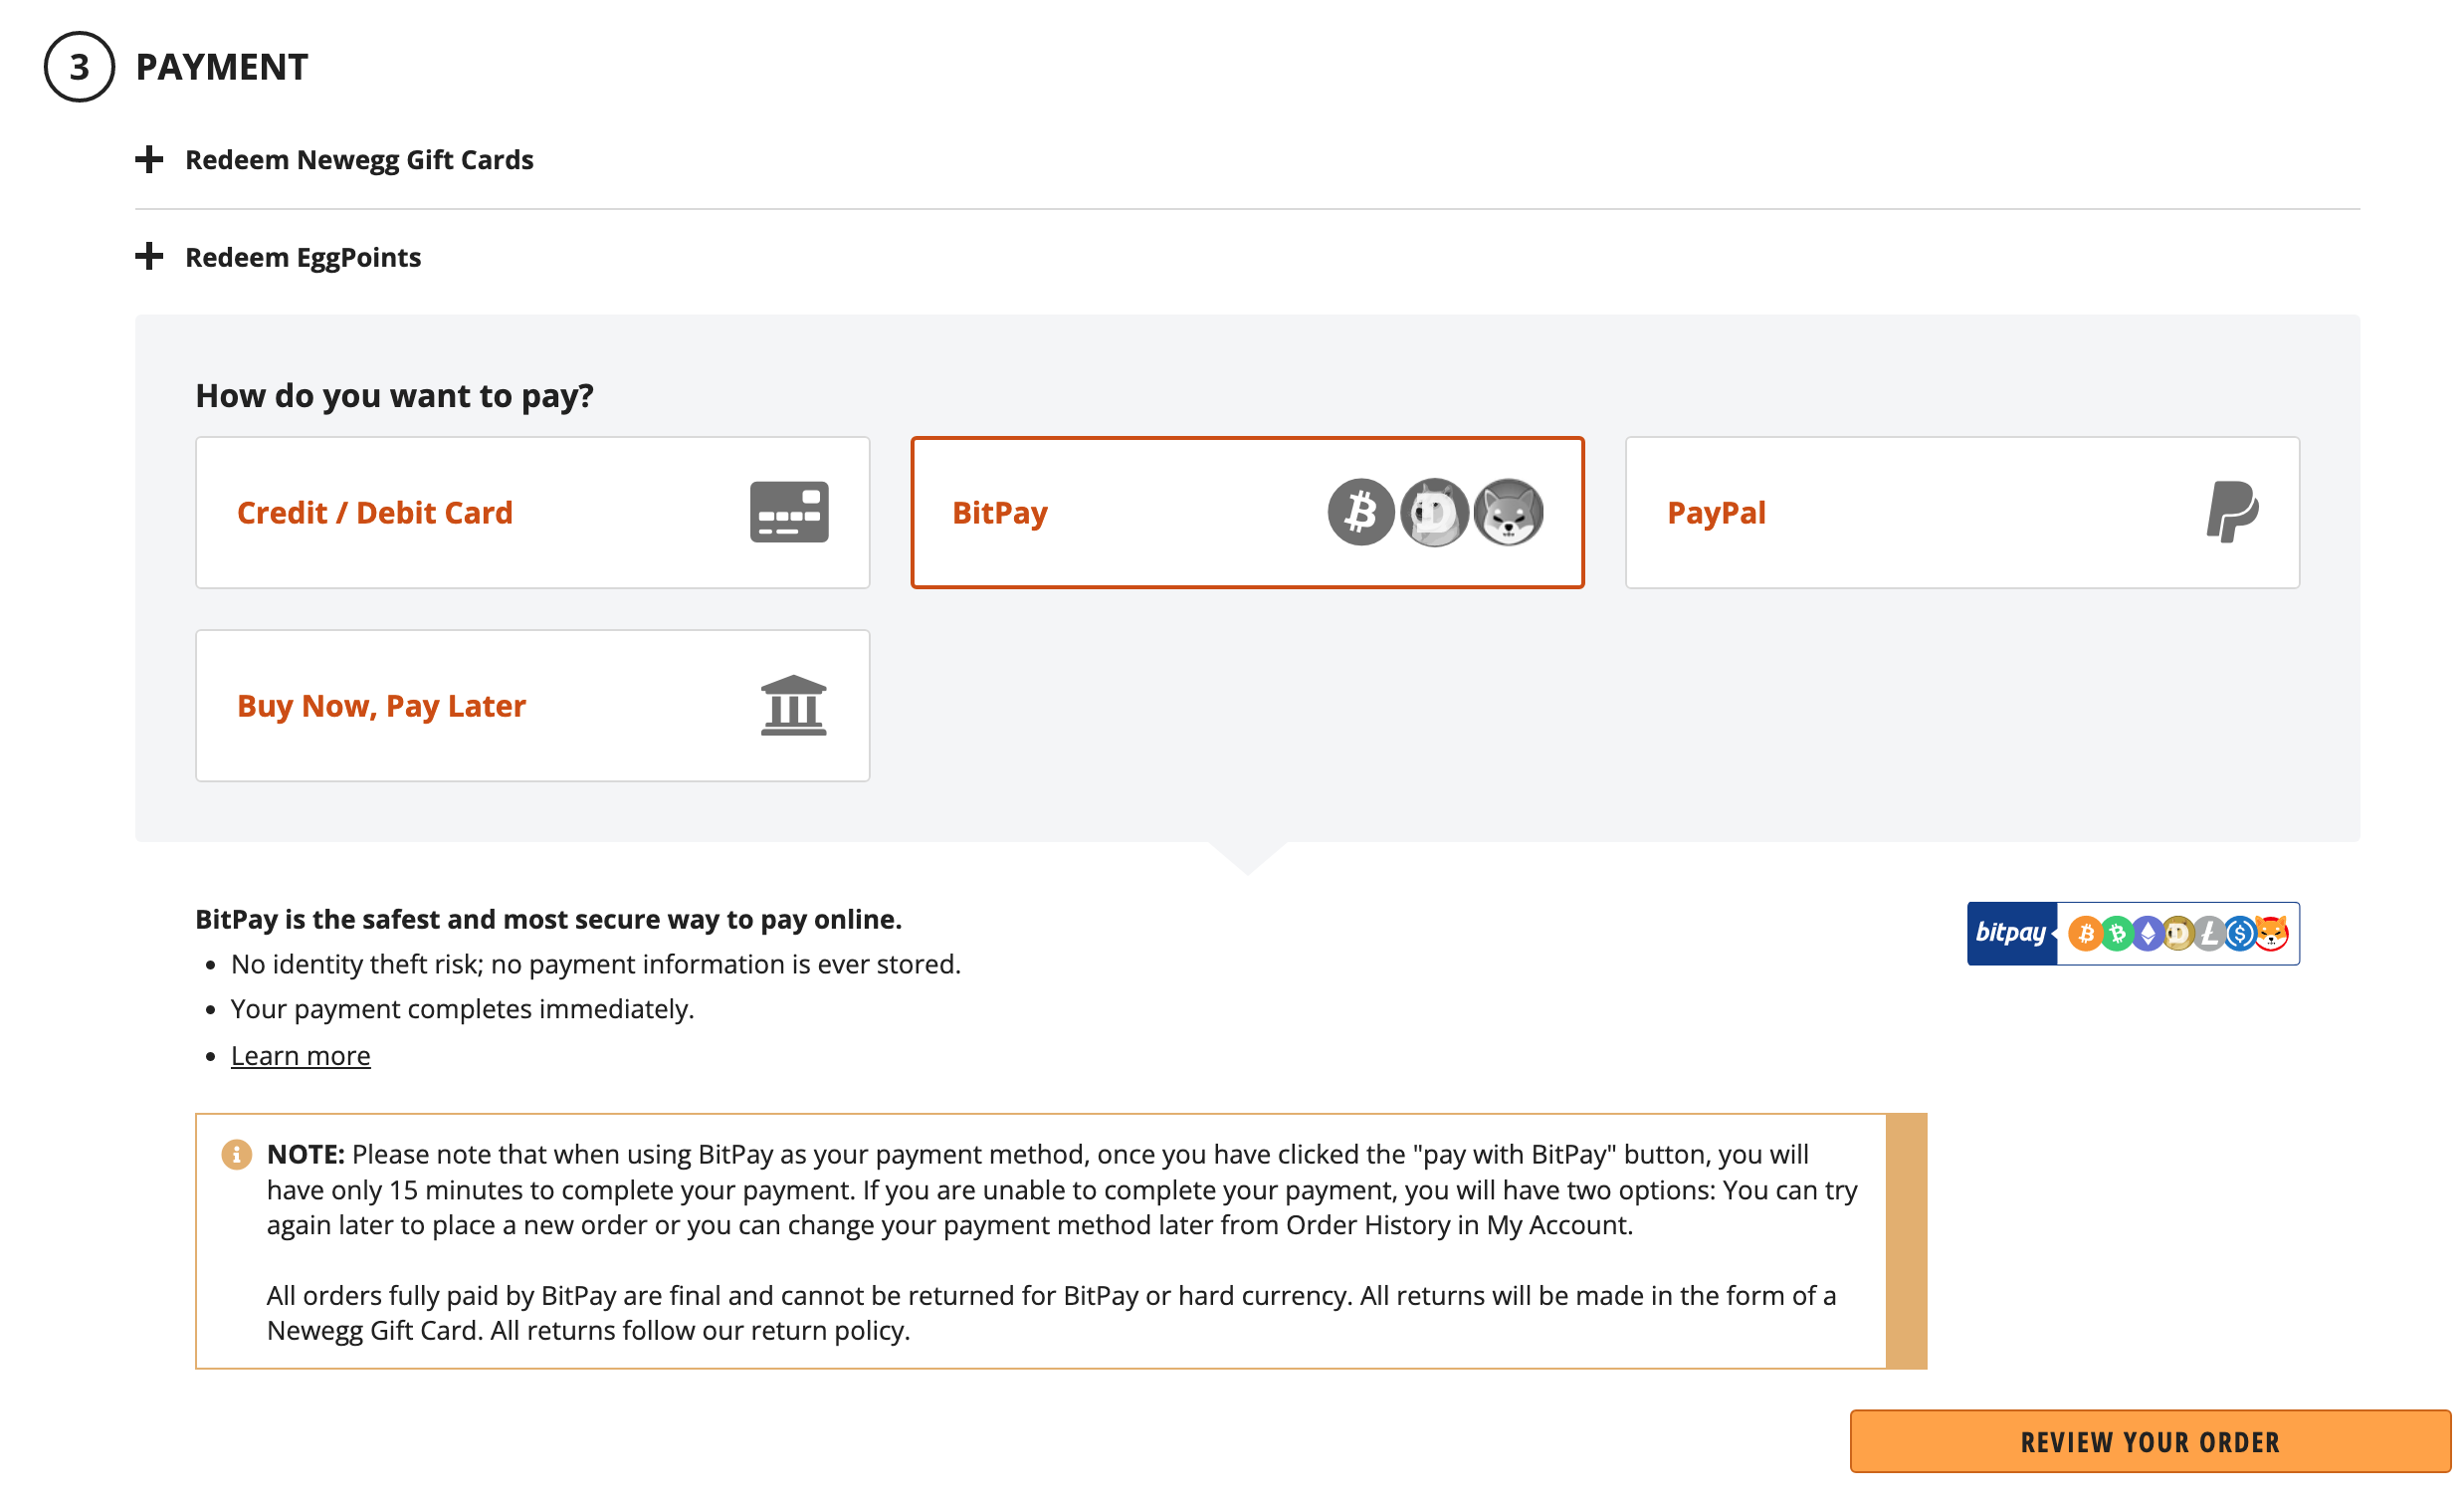 3 PAYMENT
Redeem Newegg Gift Cards
Redeem EggPoints
How do you want to pay?
Credit / Debit Card
BitPay
PayPal
Buy Now, Pay Later
BitPay is the safest and most secure way to pay online.
bitpay
• No identity theft risk; no payment information is ever stored.
• Your payment completes immediately.
• Learn more
NOTE: Please note that when using BitPay as your payment method, once you have clicked the "pay with BitPay" button, you will
have only 15 minutes to complete your payment. If you are unable to complete your payment, you will have two options: You can try
again later to place a new order or you can change your payment method later from Order History in My Account.
All orders fully paid by BitPay are final and cannot be returned for BitPay or hard currency. All returns will be made in the form of a
Newegg Gift Card. All returns follow our return policy.
REVIEW YOUR ORDER